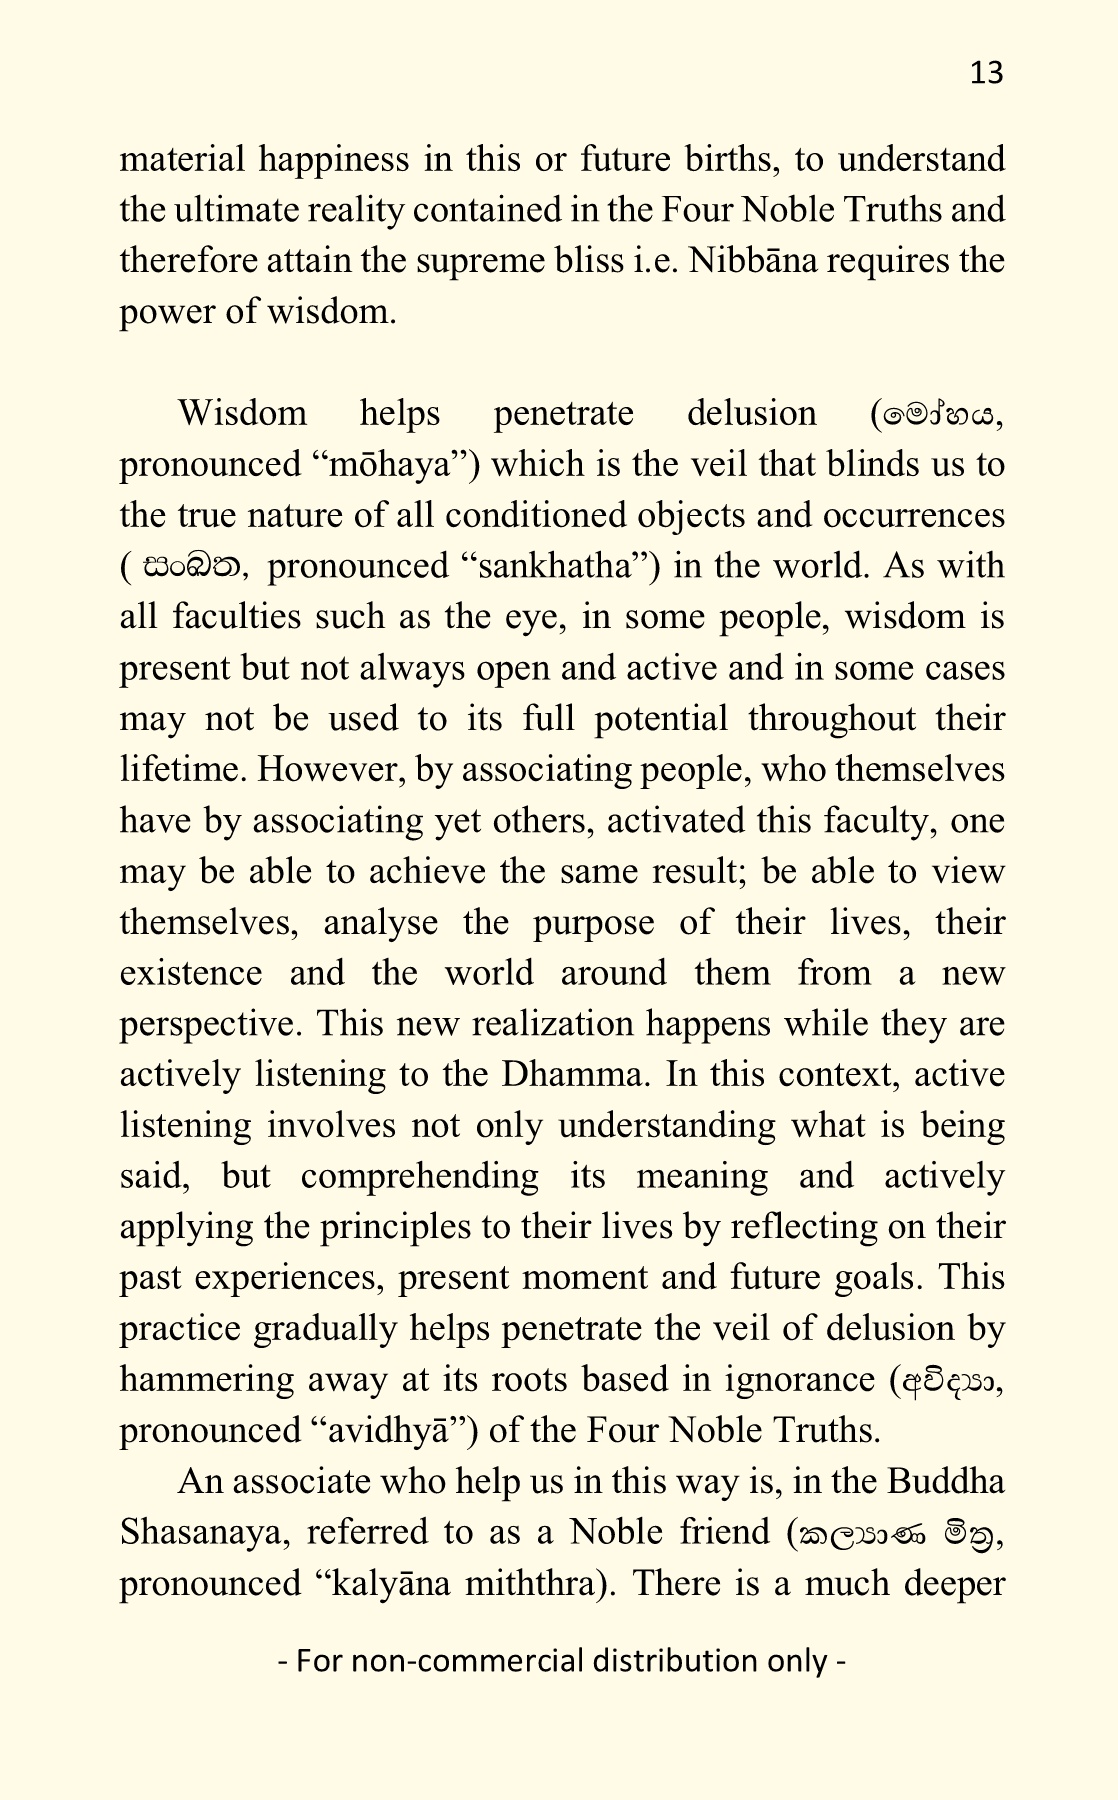 13
material happiness in this or future births, to understand
the ultimate reality contained in the Four Noble Truths and
therefore attain the supreme bliss i.e. Nibbāna requires the
power of wisdom.
Wisdom helps penetrate delusion (මෝහය,
pronounced “mōhaya”) which is the veil that blinds us to
the true nature of all conditioned objects and occurrences
( සංඛත, pronounced “sankhatha”) in the world. As with
all faculties such as the eye, in some people, wisdom is
present but not always open and active and in some cases
may not be used to its full potential throughout their
lifetime. However, by associating people, who themselves
have by associating yet others, activated this faculty, one
may be able to achieve the same result; be able to view
themselves, analyse the purpose of their lives, their
existence and the world around them from a new
perspective. This new realization happens while they are
actively listening to the Dhamma. In this context, active
listening involves not only understanding what is being
said, but comprehending its meaning and actively
applying the principles to their lives by reflecting on their
past experiences, present moment and future goals. This
practice gradually helps penetrate the veil of delusion by
hammering away at its roots based in ignorance (අවිද්‍යා,
pronounced “avidhyā”) of the Four Noble Truths.
An associate who help us in this way is, in the Buddha
Shasanaya, referred to as a Noble friend (කල්‍යාණ මිත්‍ර,
pronounced “kalyāna miththra). There is a much deeper
- For non-commercial distribution only -